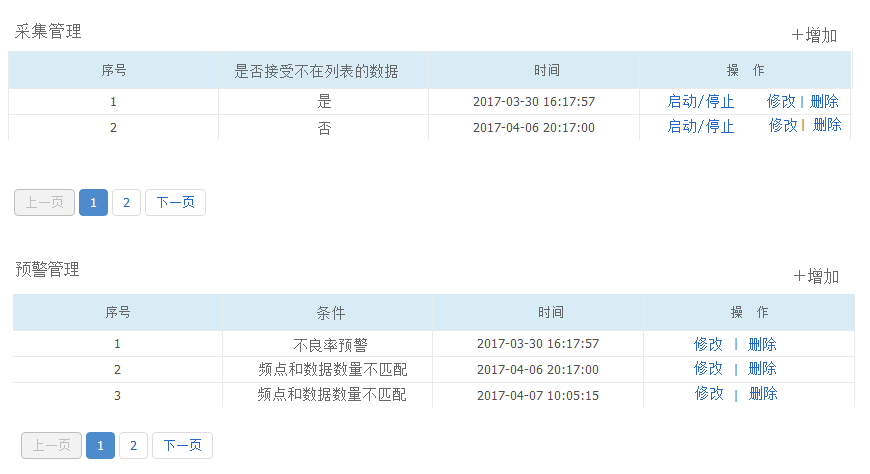 采集管理
＋增加
序号 是否接受不在列表的数据 时间 操 作
1 是 2017-03-30 16:17:57 启动/停止 修改 | 删除
2 否 2017-04-06 20:17:00 启动/停止 修改 | 删除
上一页 1 2 下一页
预警管理
＋增加
序号 条件 时间 操 作
1 不良率预警 2017-03-30 16:17:57 修改 | 删除
2 频点和数据数量不匹配 2017-04-06 20:17:00 修改 | 删除
3 频点和数据数量不匹配 2017-04-07 10:05:15 修改 | 删除
上一页 1 2 下一页